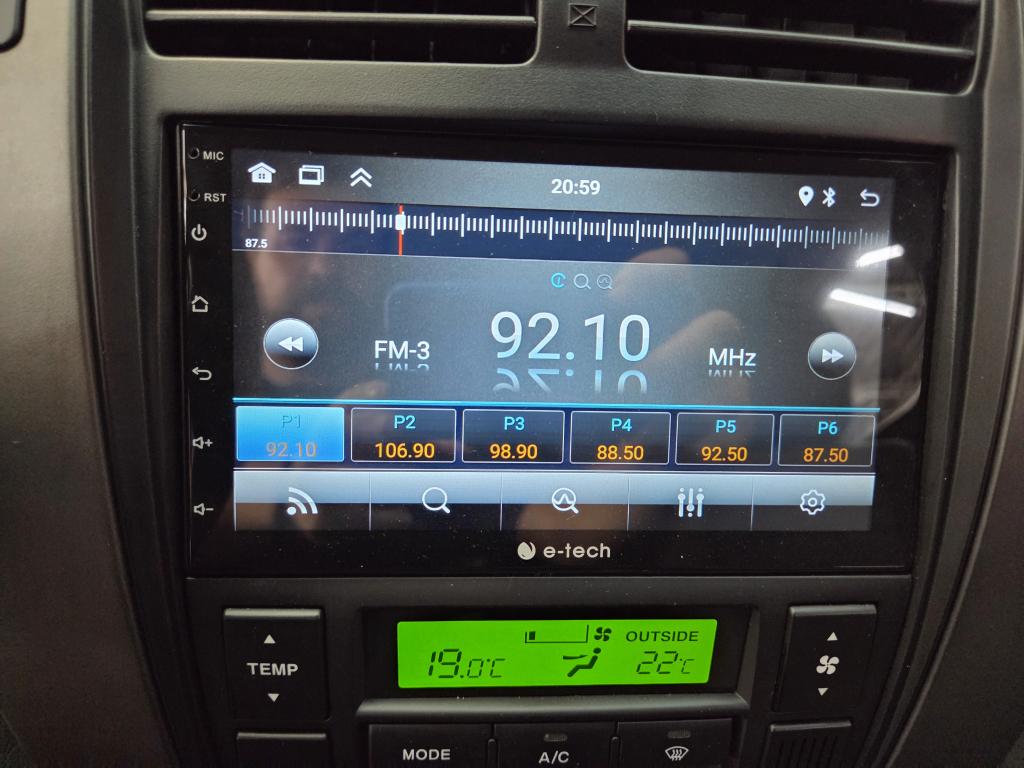 MIC
20:59
RST
87.5
FM-3 92.10 MHz
P1 P2 P3 P4 P5 P6
92.10 106.90 98.90 88.50 92.50 87.50
e-tech
TEMP
OUTSIDE
19.0°C 22°C
MODE A/C